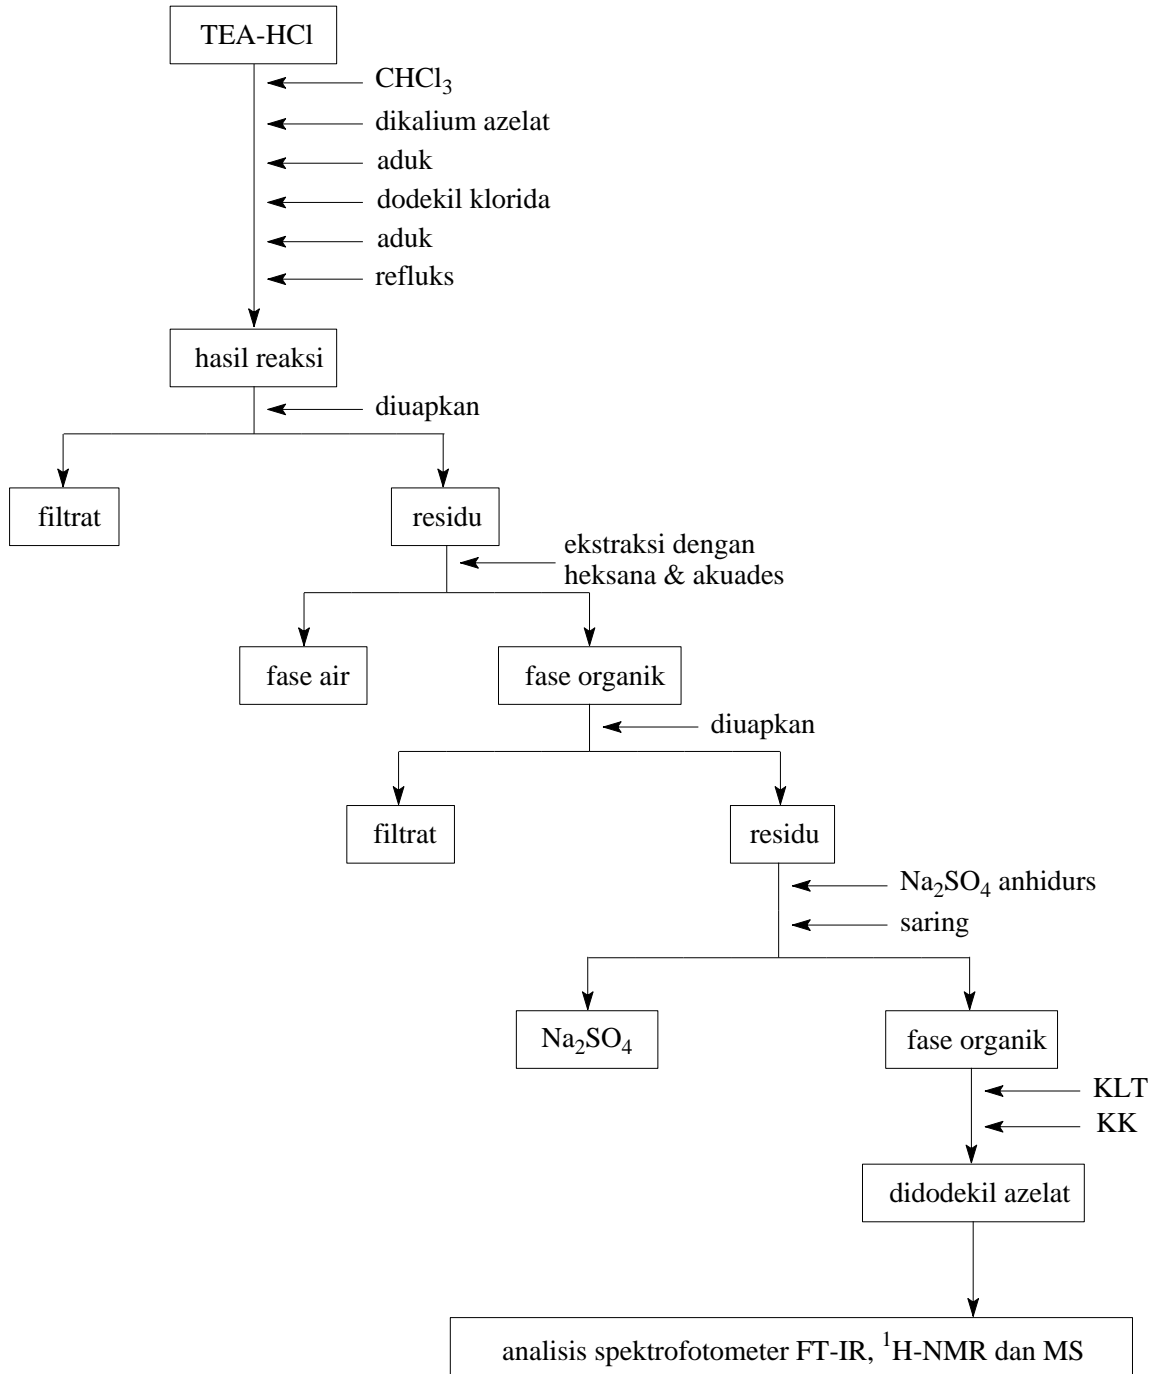 TEA-HCl
CHCl₃
dikalium azelat
aduk
dodekil klorida
aduk
refluks
hasil reaksi
diuapkan
filtrat
residu
ekstraksi dengan
heksana & akuades
fase air
fase organik
diuapkan
filtrat
residu
Na₂SO₄ anhidurs
saring
Na₂SO₄
fase organik
KLT
KK
didodekil azelat
analisis spektrofotometer FT-IR, ¹H-NMR dan MS